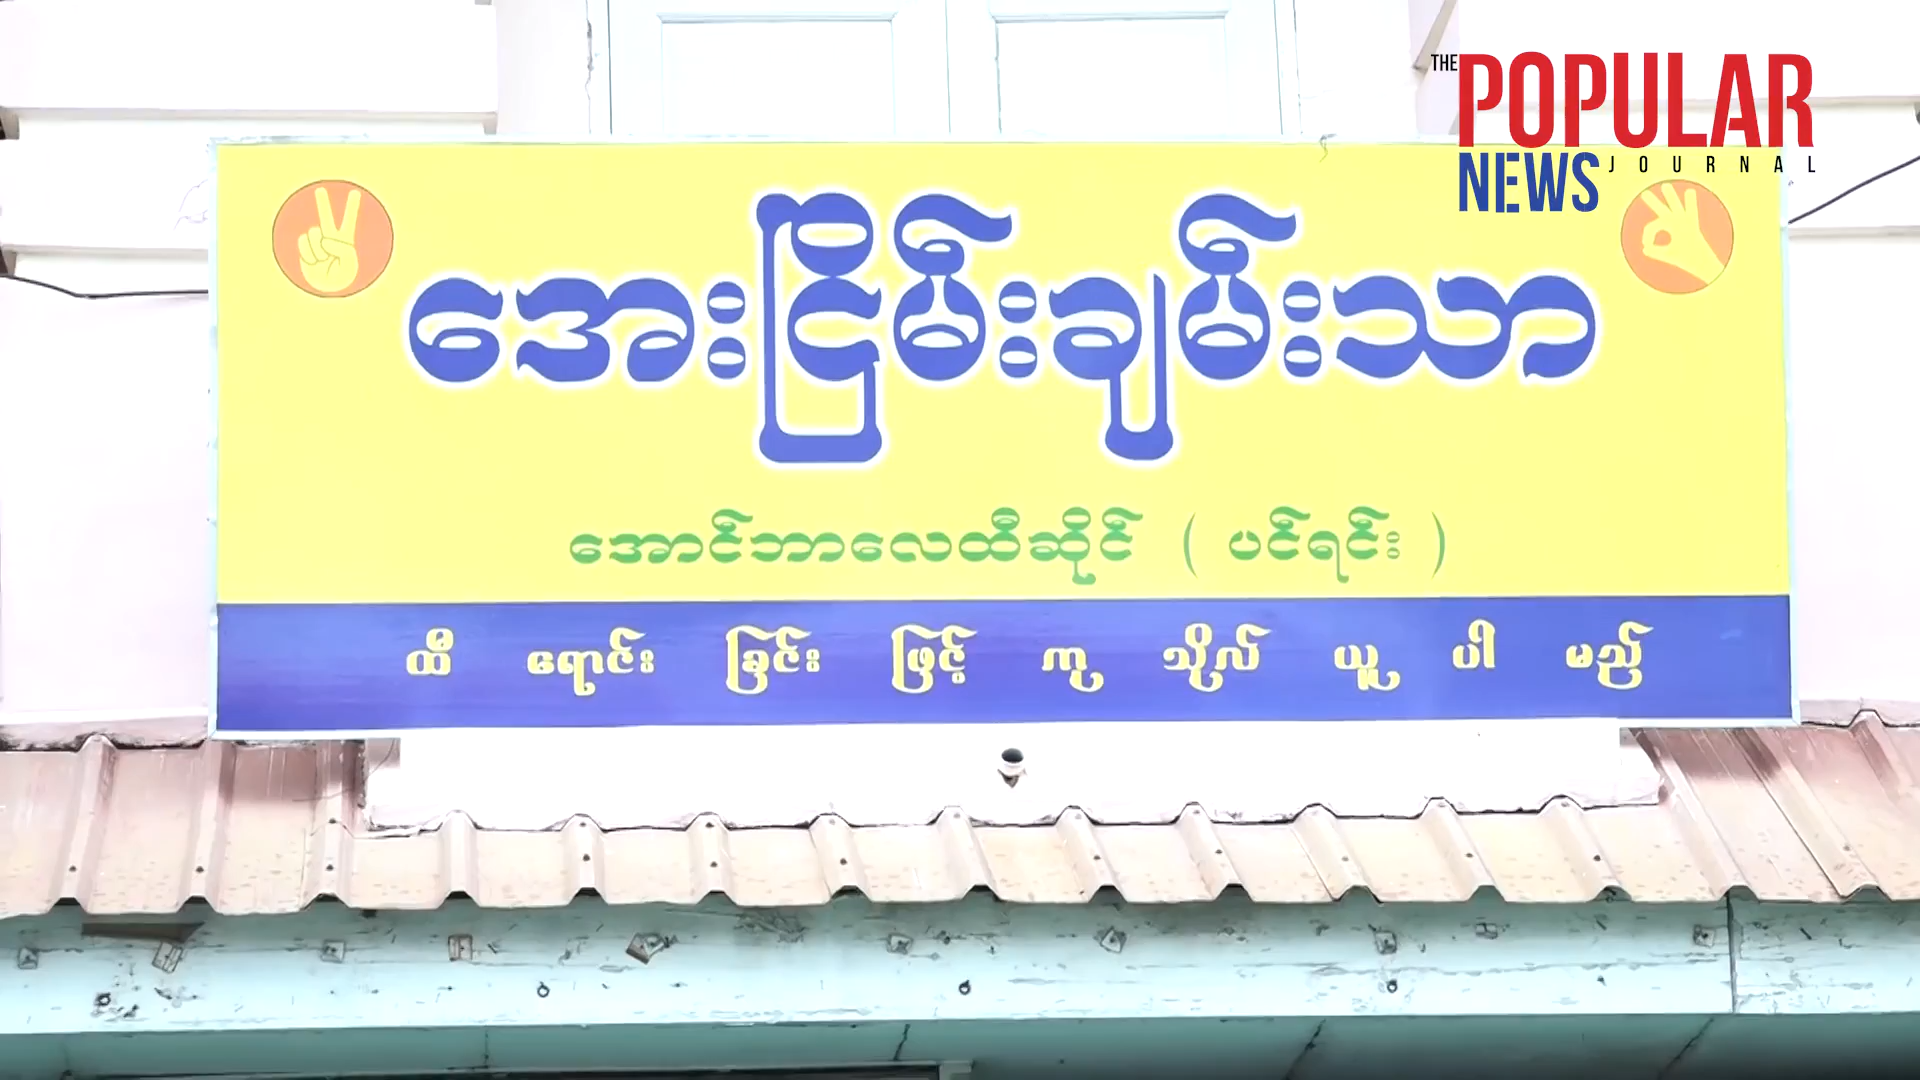 THE POPULAR
NEWS JOURNAL
အေးငြိမ်းချမ်းသာ
အောင်ဘာလေထီဆိုင် ( ပင်ရင်း )
ထီ ရောင်း ခြင်း ဖြင့် ကု သိုလ် ယူ ပါ မည်